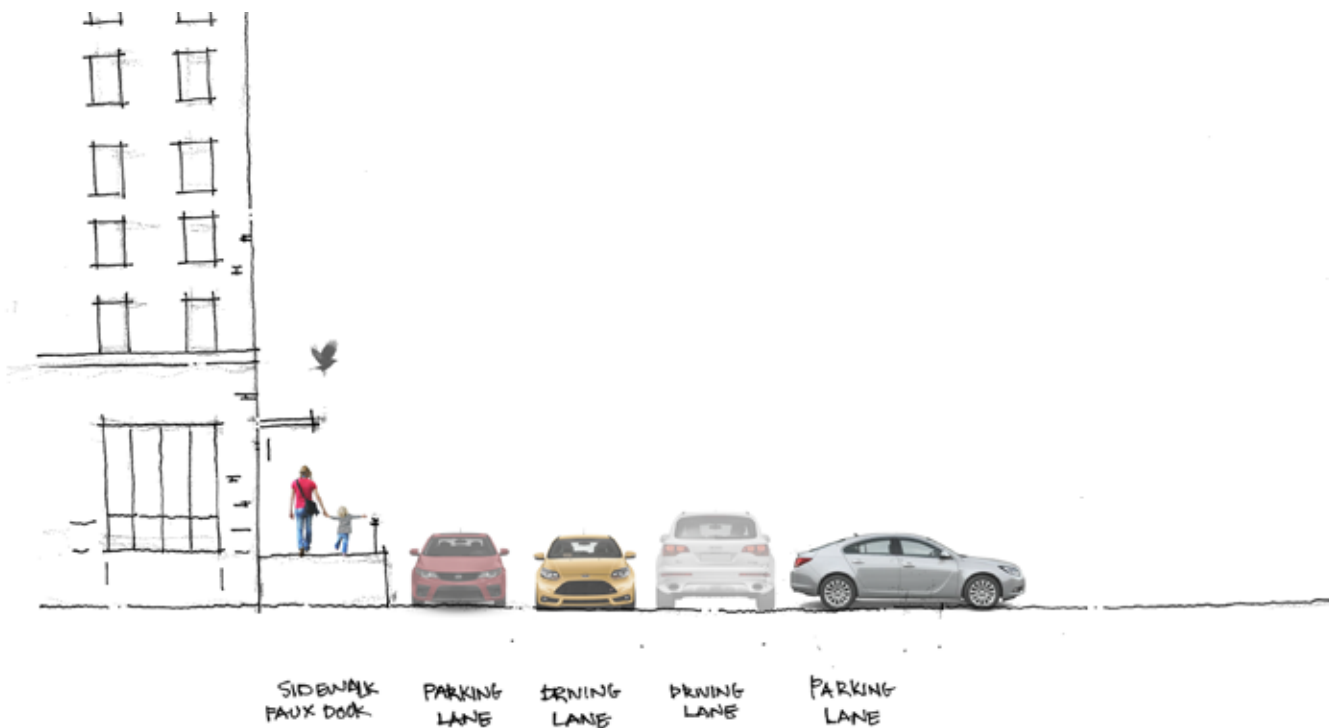 SIDEWALK
FAUX DOCK
PARKING
LANE
DRIVING
LANE
DRIVING
LANE
PARKING
LANE